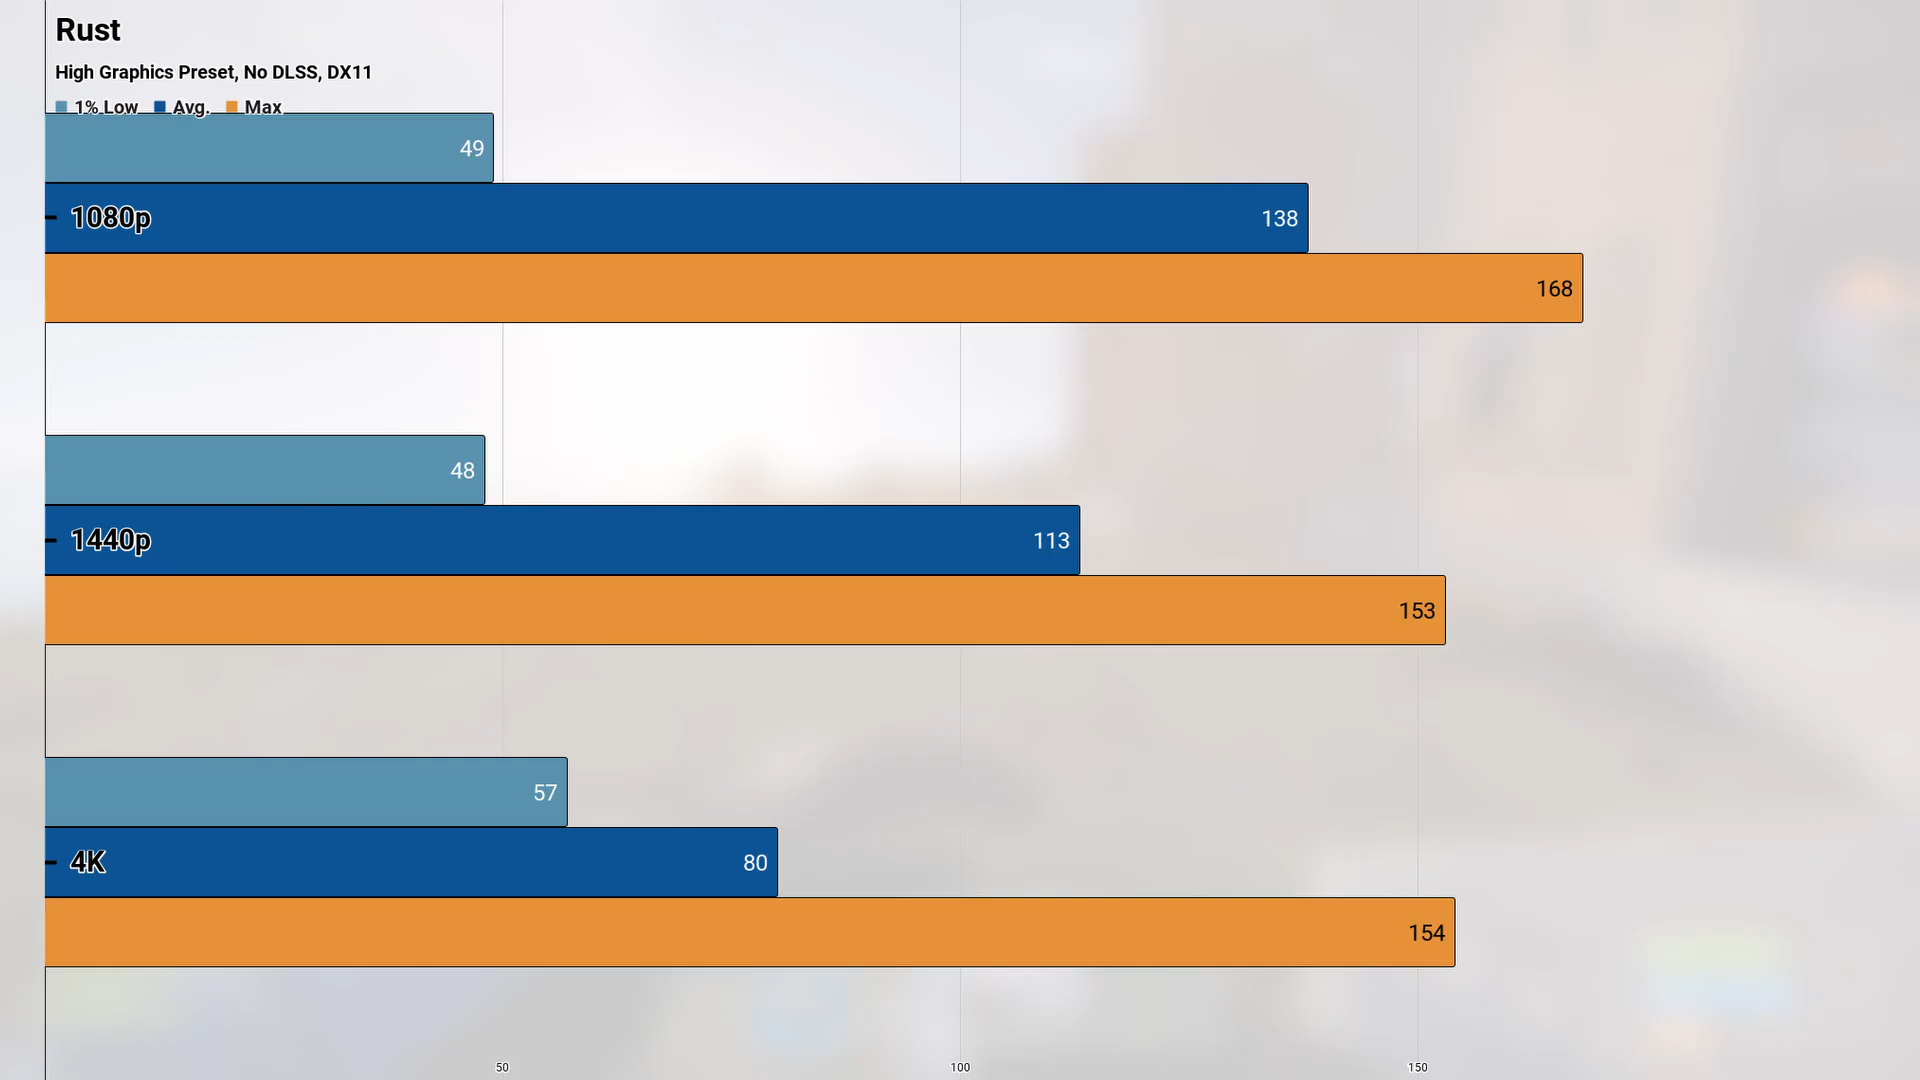 Rust
High Graphics Preset, No DLSS, DX11
1% Low Avg. Max
49
1080p 138
168
48
1440p 113
153
57
4K 80
154
50 100 150